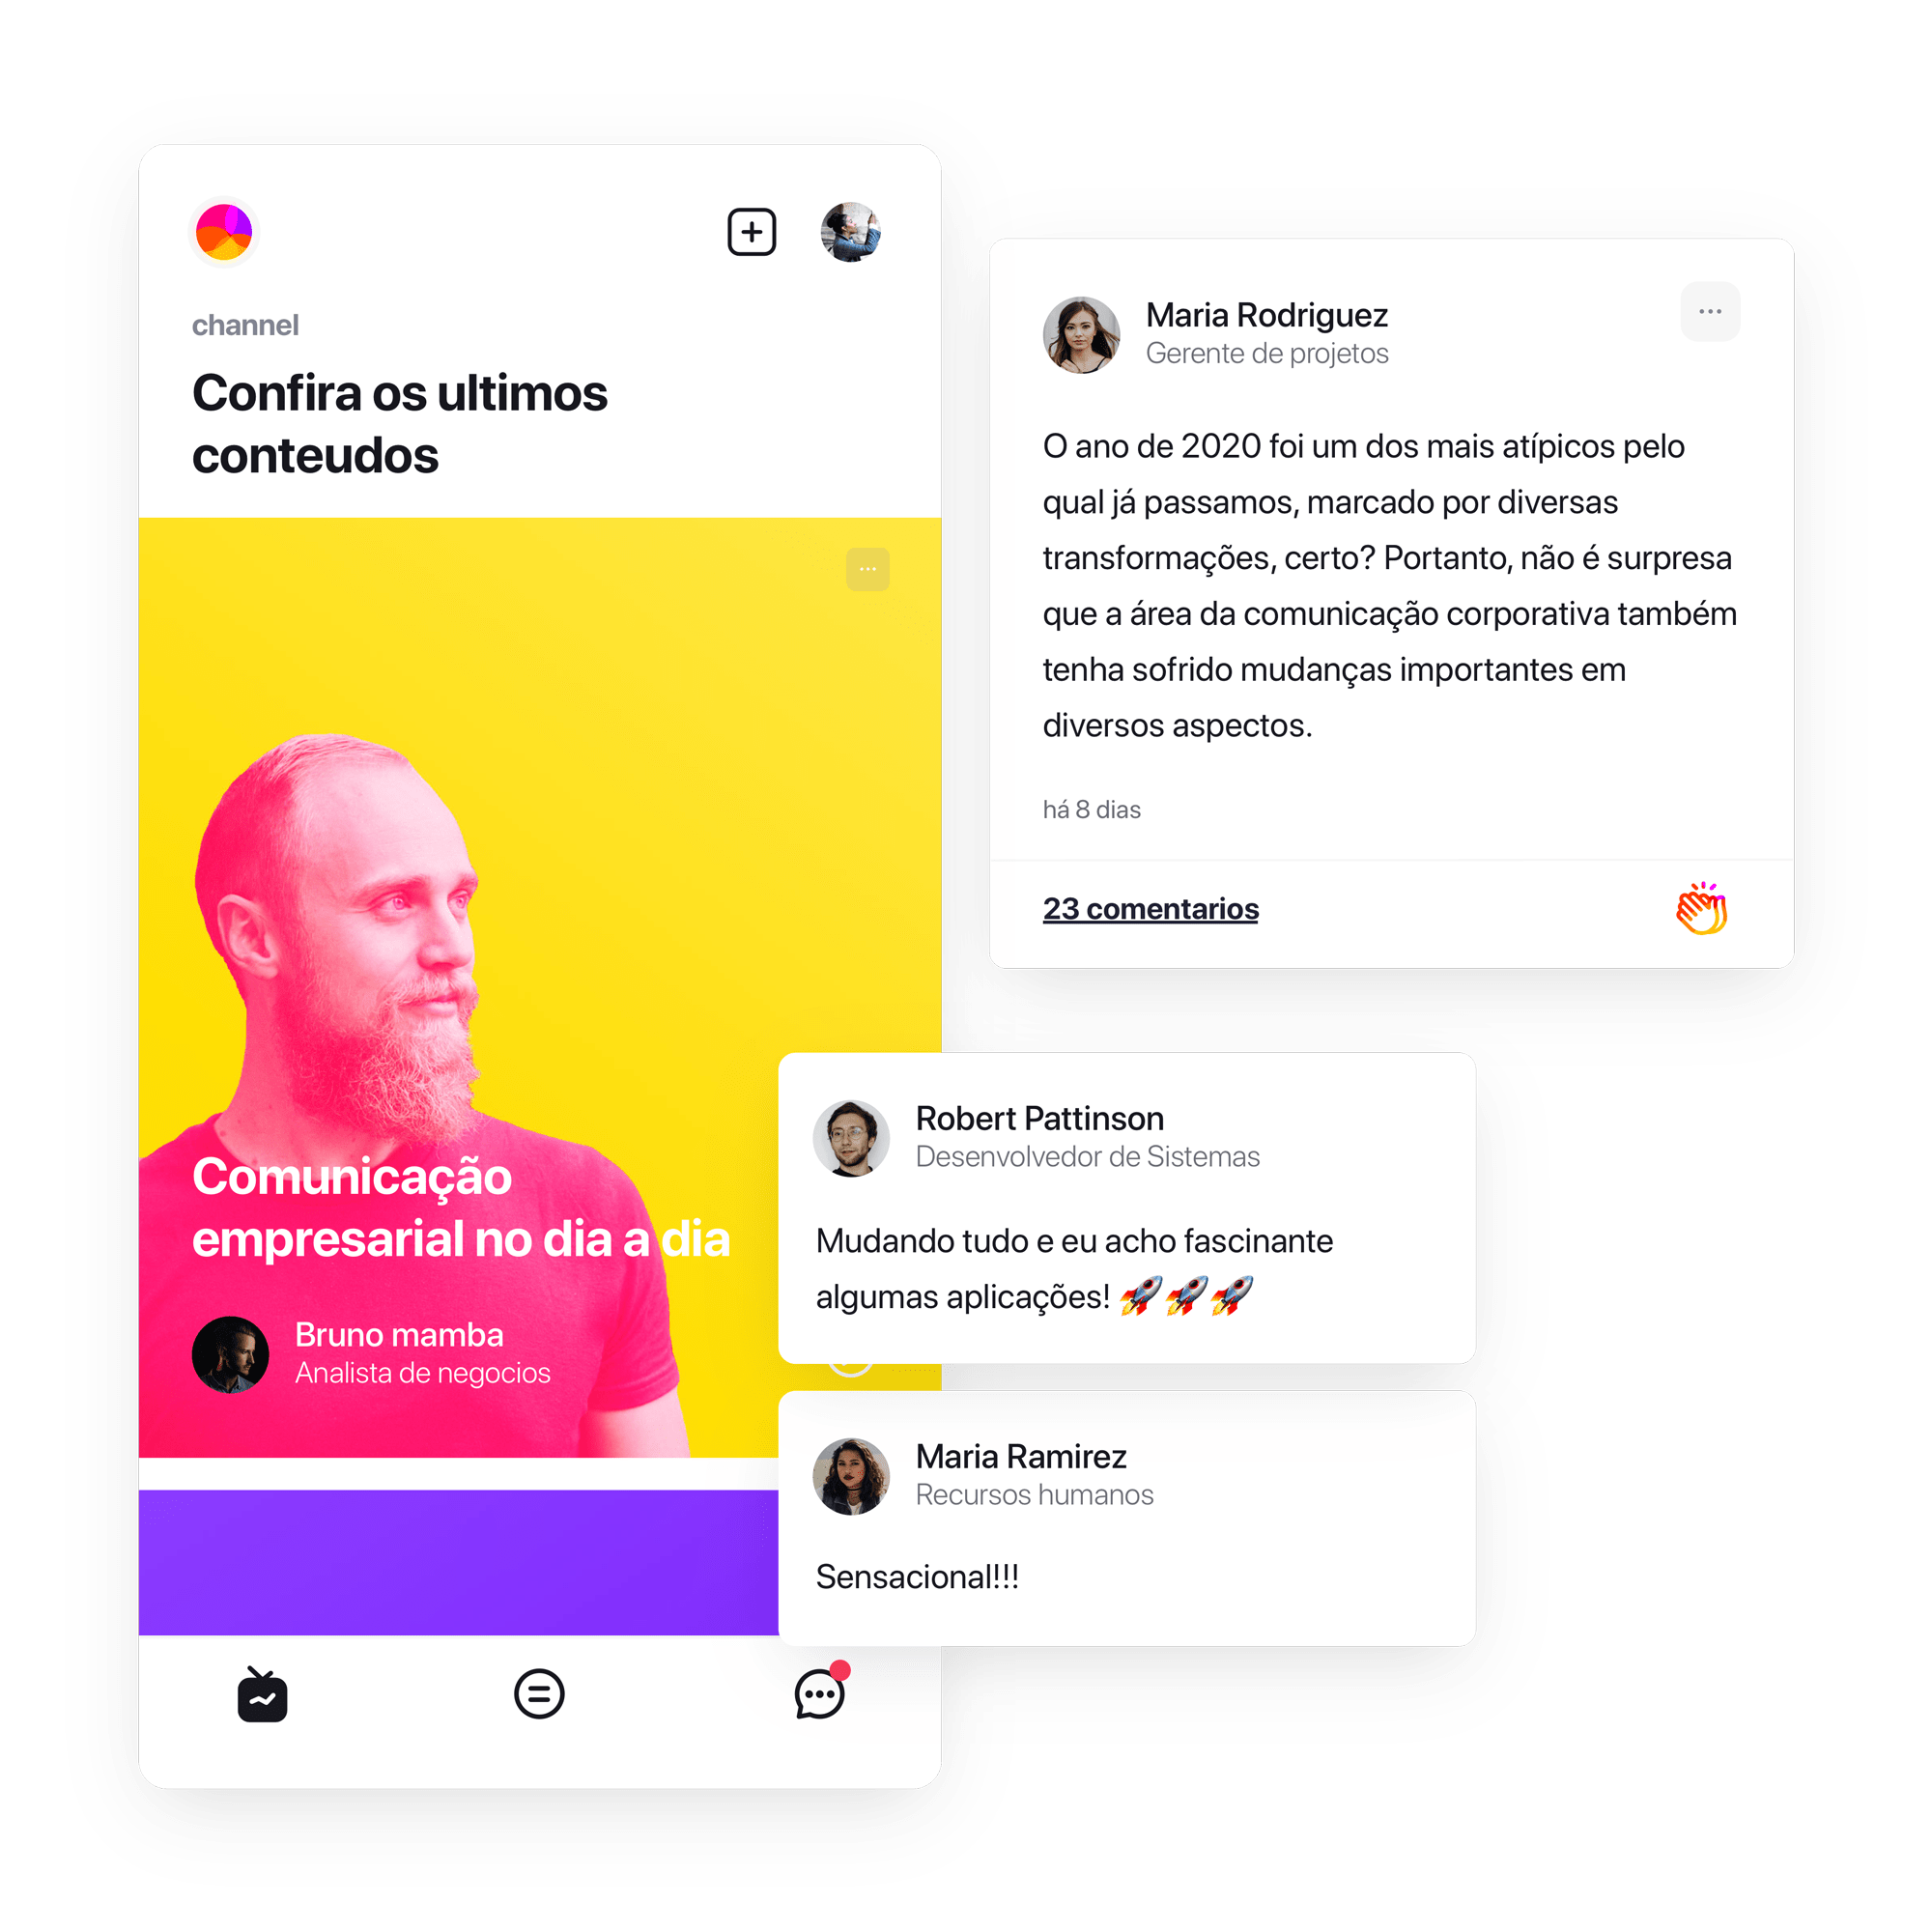 channel
Confira os ultimos
conteudos
Comunicação
empresarial no dia a dia
Bruno mamba
Analista de negocios
Maria Rodriguez
Gerente de projetos
O ano de 2020 foi um dos mais atípicos pelo
qual já passamos, marcado por diversas
transformações, certo? Portanto, não é surpresa
que a área da comunicação corporativa também
tenha sofrido mudanças importantes em
diversos aspectos.
há 8 dias
23 comentarios
Robert Pattinson
Desenvolvedor de Sistemas
Mudando tudo e eu acho fascinante
algumas aplicações! 🚀🚀🚀
Maria Ramirez
Recursos humanos
Sensacional!!!